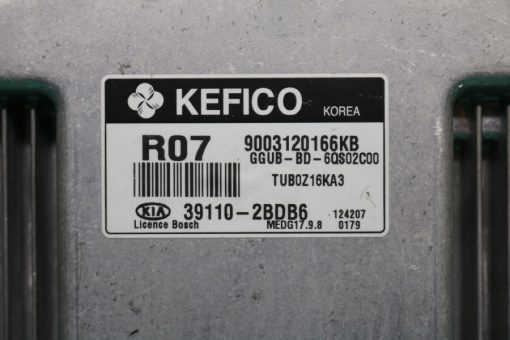 KEFICO KOREA
R07 9003120166KB
GGUB-BD-6QS02C00
TUB0Z16KA3
KIA 39110-2BDB6 124207
Licence Bosch MEDG17.9.8 0179